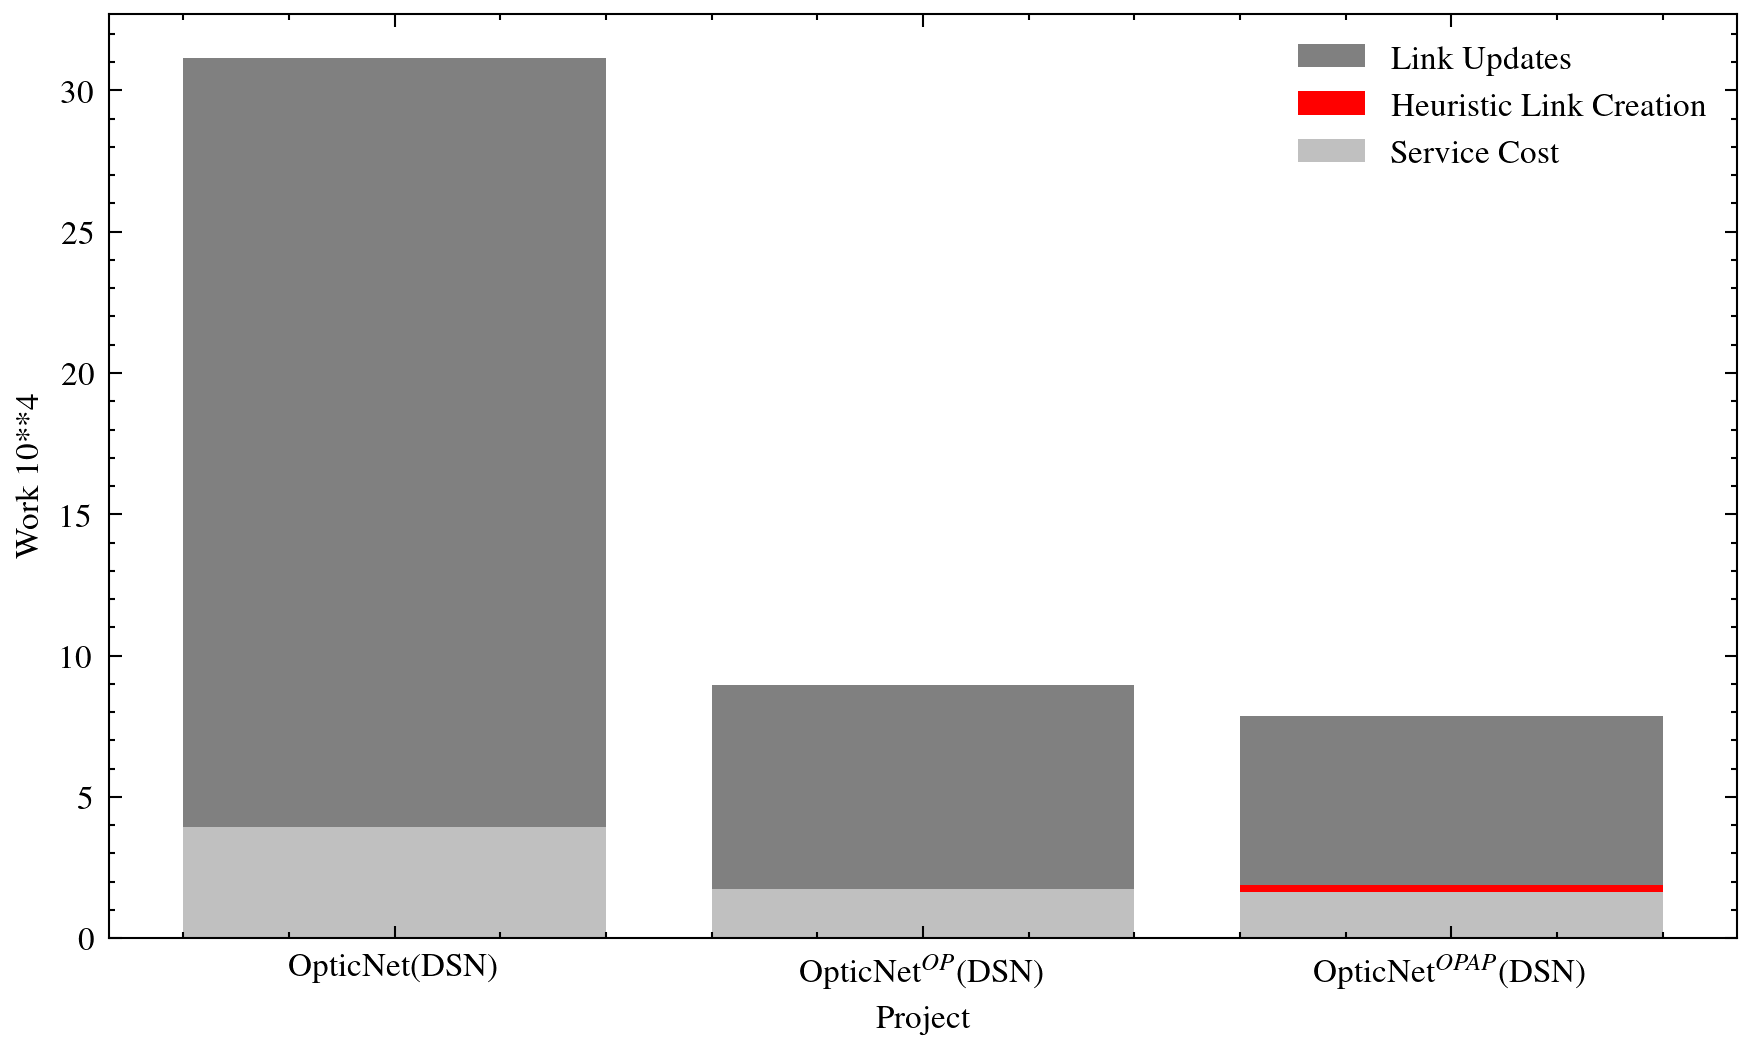 Link Updates
Heuristic Link Creation
Service Cost
30
25
20
15
10
5
0
Work 10**4
OpticNet(DSN)
OpticNet^{OP}(DSN)
OpticNet^{OPAP}(DSN)
Project